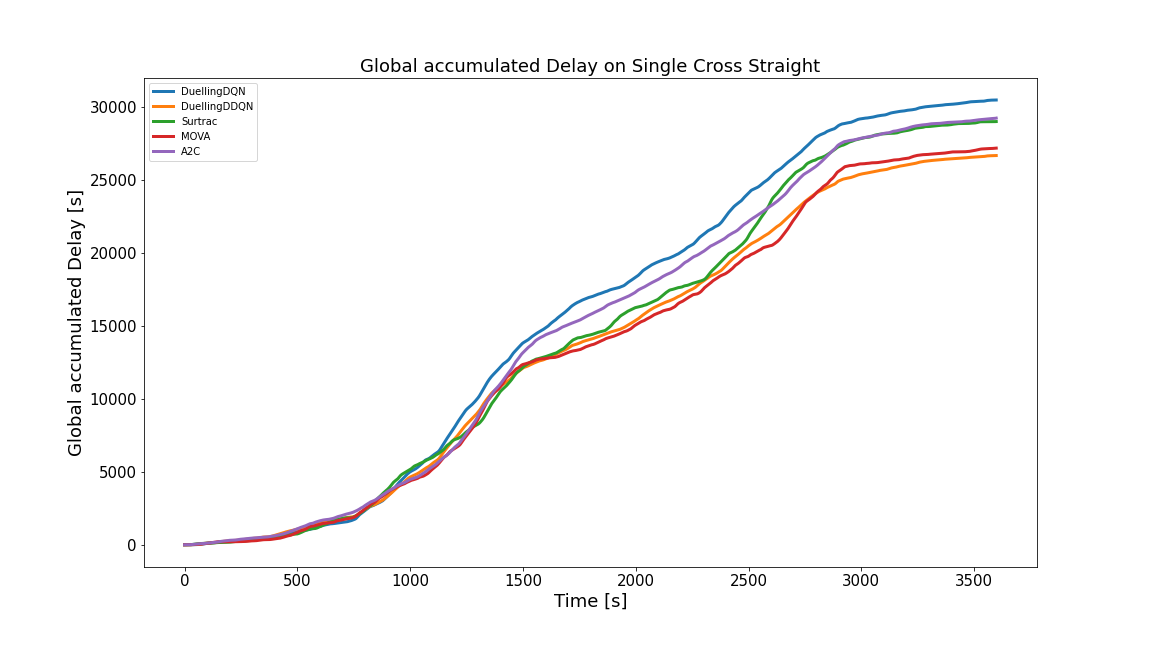 Global accumulated Delay on Single Cross Straight
DuellingDQN
DuellingDDQN
Surtrac
MOVA
A2C
30000
25000
20000
15000
10000
5000
0
Global accumulated Delay [s]
0 500 1000 1500 2000 2500 3000 3500
Time [s]